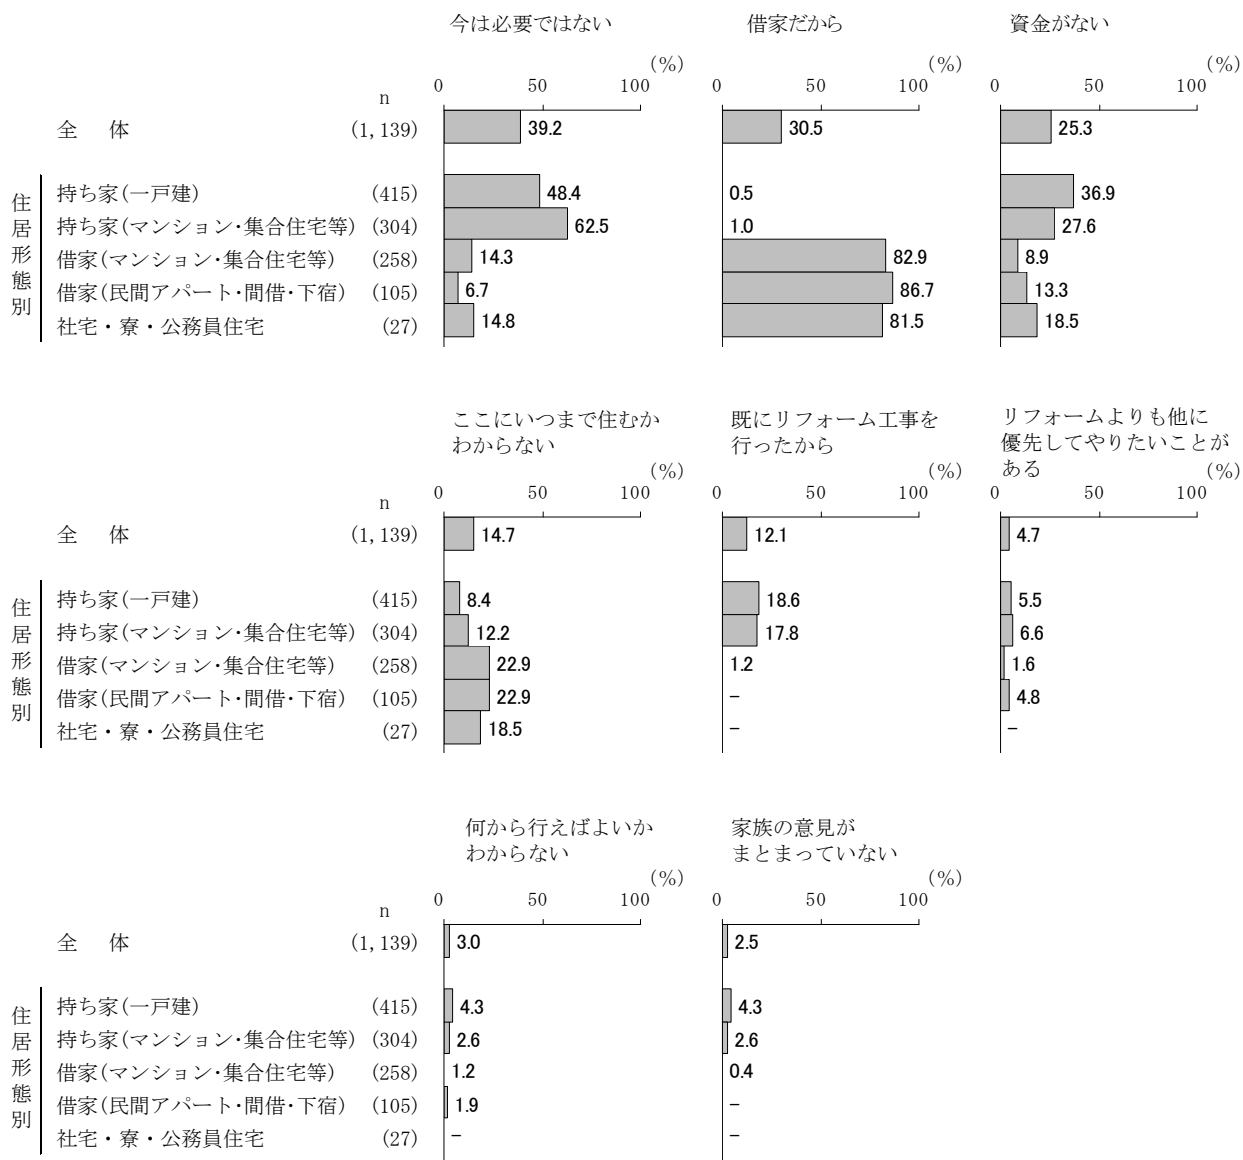 今は必要ではない 借家だから 資金がない
(%) (%) (%)
n 0 50 100 0 50 100 0 50 100
全 体 (1,139) 39.2 30.5 25.3
住居形態別
持ち家(一戸建) (415) 48.4 0.5 36.9
持ち家(マンション・集合住宅等) (304) 62.5 1.0 27.6
借家(マンション・集合住宅等) (258) 14.3 82.9 8.9
借家(民間アパート・間借・下宿) (105) 6.7 86.7 13.3
社宅・寮・公務員住宅 (27) 14.8 81.5 18.5
ここにいつまで住むか 既にリフォーム工事を リフォームよりも他に
わからない 行ったから 優先してやりたいことが
ある
(%) (%) (%)
n 0 50 100 0 50 100 0 50 100
全 体 (1,139) 14.7 12.1 4.7
住居形態別
持ち家(一戸建) (415) 8.4 18.6 5.5
持ち家(マンション・集合住宅等) (304) 12.2 17.8 6.6
借家(マンション・集合住宅等) (258) 22.9 1.2 1.6
借家(民間アパート・間借・下宿) (105) 22.9 - 4.8
社宅・寮・公務員住宅 (27) 18.5 - -
何から行えばよいか 家族の意見が
わからない まとまっていない
(%) (%)
n 0 50 100 0 50 100
全 体 (1,139) 3.0 2.5
住居形態別
持ち家(一戸建) (415) 4.3 4.3
持ち家(マンション・集合住宅等) (304) 2.6 2.6
借家(マンション・集合住宅等) (258) 1.2 0.4
借家(民間アパート・間借・下宿) (105) 1.9 -
社宅・寮・公務員住宅 (27) - -